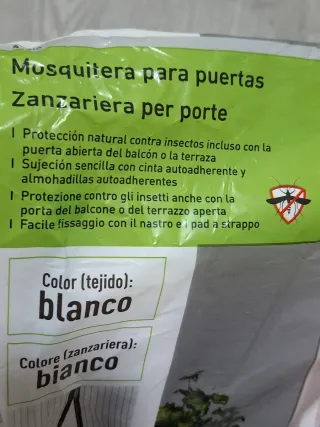 Mosquitera para puertas
Zanzariera per porte
I Protección natural contra insectos incluso con la
puerta abierta del balcón o la terraza
I Sujeción sencilla con cinta autoadherente y
almohadillas autoadherentes
I Protezione contro gli insetti anche con la
porta del balcone o del terrazzo aperta
I Facile fissaggio con il nastro e i pad a strappo
Color (tejido):
blanco
Colore (zanzariera):
bianco